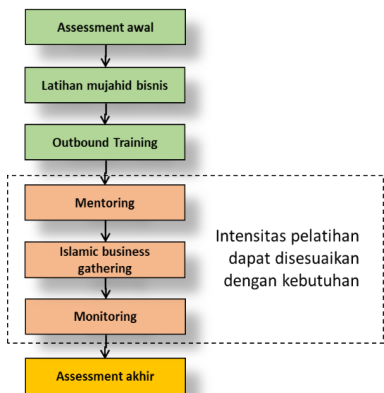 Assessment awal
Latihan mujahid bisnis
Outbound Training
Mentoring
Islamic business
gathering
Monitoring
Assessment akhir
Intensitas pelatihan
dapat disesuaikan
dengan kebutuhan